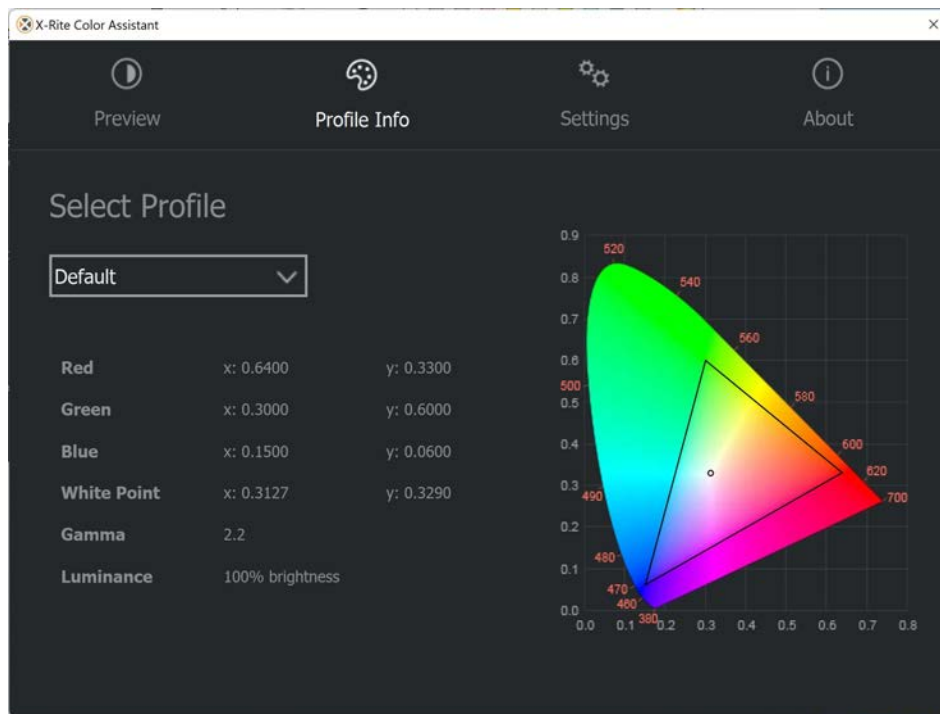 X-Rite Color Assistant
Preview
Profile Info
Settings
About
Select Profile
Default
Red x: 0.6400 y: 0.3300
Green x: 0.3000 y: 0.6000
Blue x: 0.1500 y: 0.0600
White Point x: 0.3127 y: 0.3290
Gamma 2.2
Luminance 100% brightness
0.9
520
0.8
540
0.7
560
0.6
500
580
0.5
0.4
600
620
0.3
490
700
0.2
480
0.1
470
460
0.0
380
0.0 0.1 0.2 0.3 0.4 0.5 0.6 0.7 0.8